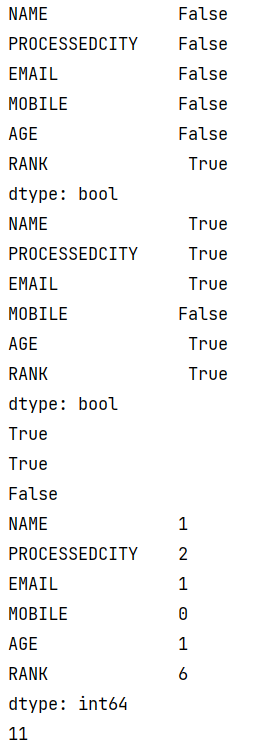 NAME             False
PROCESSEDCITY    False
EMAIL            False
MOBILE           False
AGE              False
RANK              True
dtype: bool
NAME              True
PROCESSEDCITY     True
EMAIL             True
MOBILE           False
AGE               True
RANK              True
dtype: bool
True
True
False
NAME             1
PROCESSEDCITY    2
EMAIL            1
MOBILE           0
AGE              1
RANK             6
dtype: int64
11